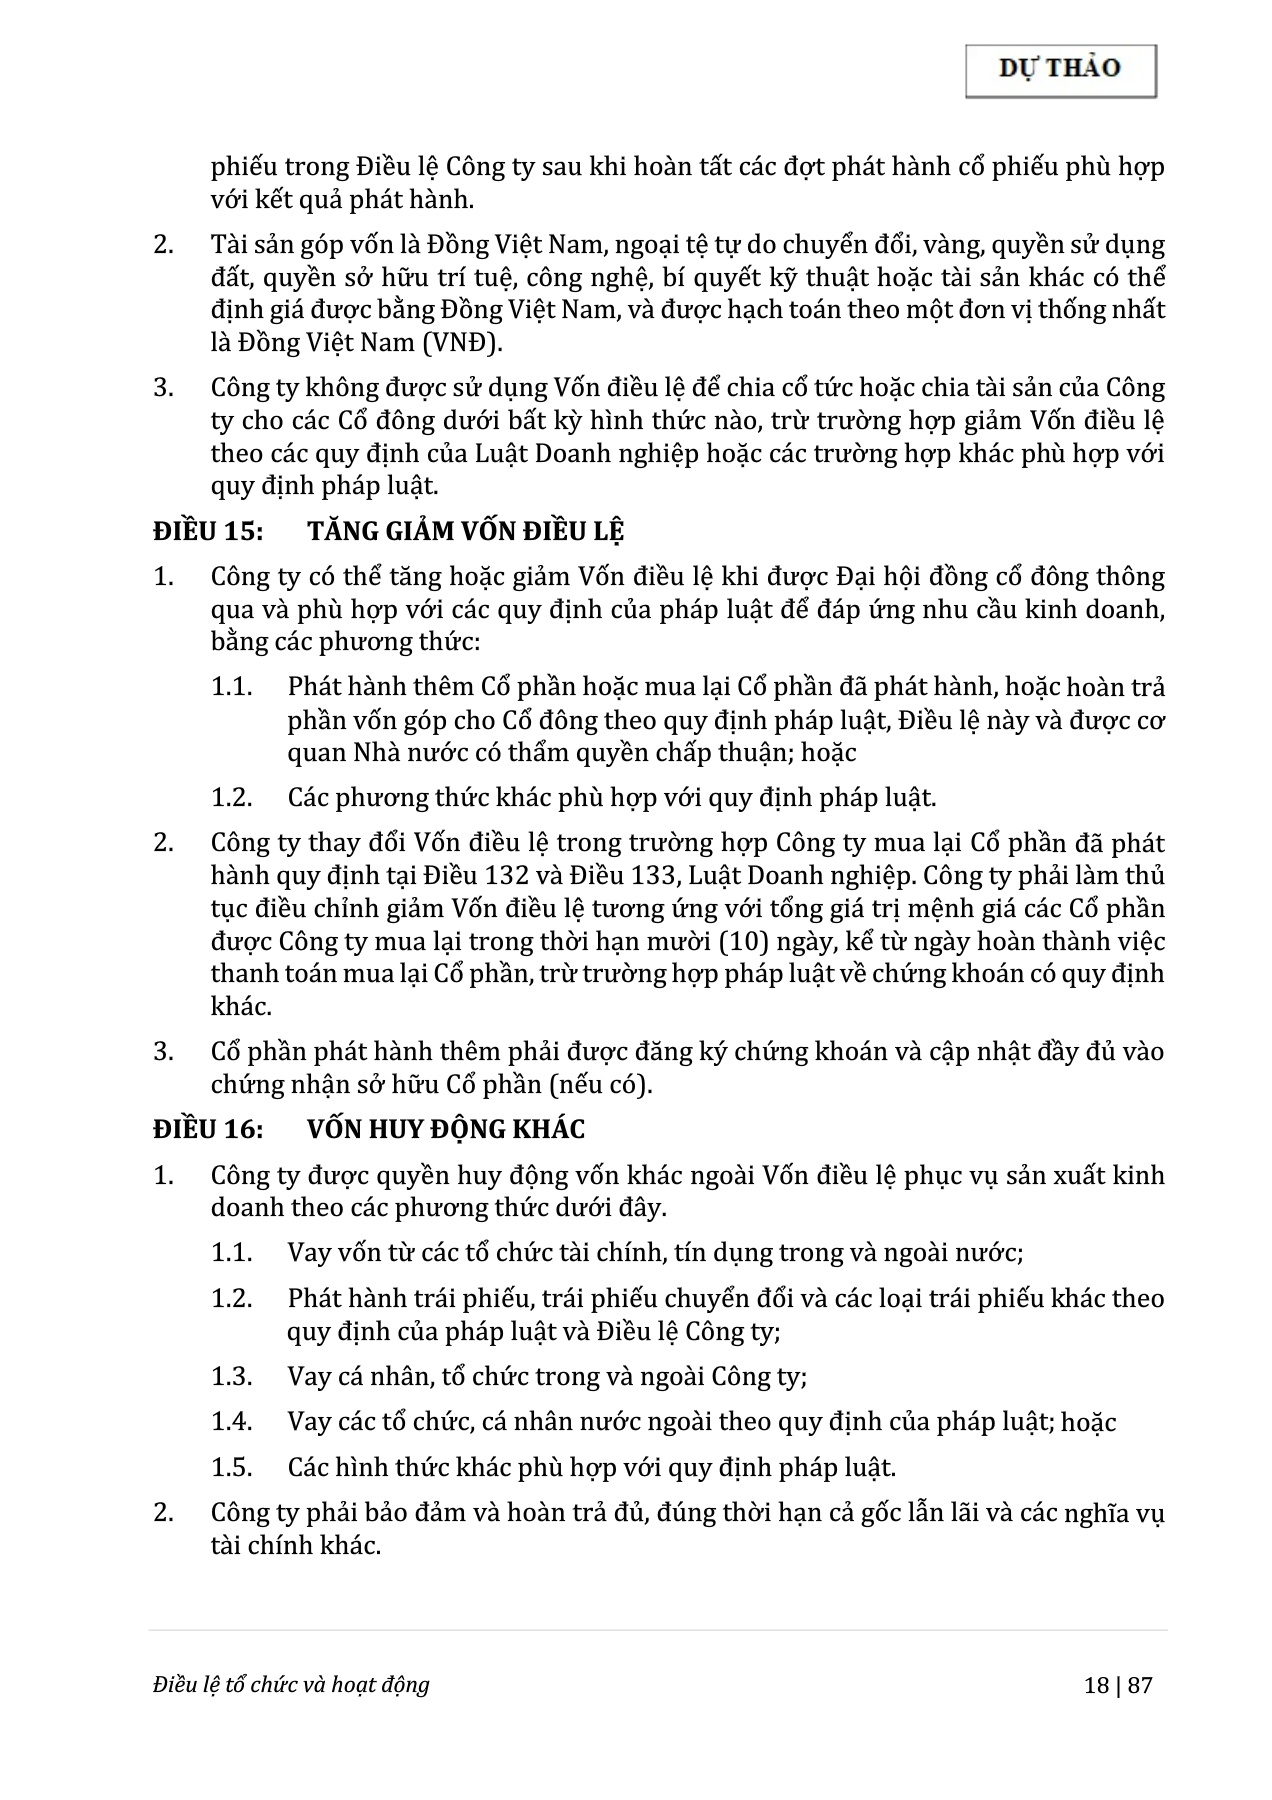 DỰ THẢO
phiếu trong Điều lệ Công ty sau khi hoàn tất các đợt phát hành cổ phiếu phù hợp
với kết quả phát hành.
2. Tài sản góp vốn là Đồng Việt Nam, ngoại tệ tự do chuyển đổi, vàng, quyền sử dụng
đất, quyền sở hữu trí tuệ, công nghệ, bí quyết kỹ thuật hoặc tài sản khác có thể
định giá được bằng Đồng Việt Nam, và được hạch toán theo một đơn vị thống nhất
là Đồng Việt Nam (VNĐ).
3. Công ty không được sử dụng Vốn điều lệ để chia cổ tức hoặc chia tài sản của Công
ty cho các Cổ đông dưới bất kỳ hình thức nào, trừ trường hợp giảm Vốn điều lệ
theo các quy định của Luật Doanh nghiệp hoặc các trường hợp khác phù hợp với
quy định pháp luật.
ĐIỀU 15: TĂNG GIẢM VỐN ĐIỀU LỆ
1. Công ty có thể tăng hoặc giảm Vốn điều lệ khi được Đại hội đồng cổ đông thông
qua và phù hợp với các quy định của pháp luật để đáp ứng nhu cầu kinh doanh,
bằng các phương thức:
1.1. Phát hành thêm Cổ phần hoặc mua lại Cổ phần đã phát hành, hoặc hoàn trả
phần vốn góp cho Cổ đông theo quy định pháp luật, Điều lệ này và được cơ
quan Nhà nước có thẩm quyền chấp thuận; hoặc
1.2. Các phương thức khác phù hợp với quy định pháp luật.
2. Công ty thay đổi Vốn điều lệ trong trường hợp Công ty mua lại Cổ phần đã phát
hành quy định tại Điều 132 và Điều 133, Luật Doanh nghiệp. Công ty phải làm thủ
tục điều chỉnh giảm Vốn điều lệ tương ứng với tổng giá trị mệnh giá các Cổ phần
được Công ty mua lại trong thời hạn mười (10) ngày, kể từ ngày hoàn thành việc
thanh toán mua lại Cổ phần, trừ trường hợp pháp luật về chứng khoán có quy định
khác.
3. Cổ phần phát hành thêm phải được đăng ký chứng khoán và cập nhật đầy đủ vào
chứng nhận sở hữu Cổ phần (nếu có).
ĐIỀU 16: VỐN HUY ĐỘNG KHÁC
1. Công ty được quyền huy động vốn khác ngoài Vốn điều lệ phục vụ sản xuất kinh
doanh theo các phương thức dưới đây.
1.1. Vay vốn từ các tổ chức tài chính, tín dụng trong và ngoài nước;
1.2. Phát hành trái phiếu, trái phiếu chuyển đổi và các loại trái phiếu khác theo
quy định của pháp luật và Điều lệ Công ty;
1.3. Vay cá nhân, tổ chức trong và ngoài Công ty;
1.4. Vay các tổ chức, cá nhân nước ngoài theo quy định của pháp luật; hoặc
1.5. Các hình thức khác phù hợp với quy định pháp luật.
2. Công ty phải bảo đảm và hoàn trả đủ, đúng thời hạn cả gốc lẫn lãi và các nghĩa vụ
tài chính khác.
Điều lệ tổ chức và hoạt động 18 | 87